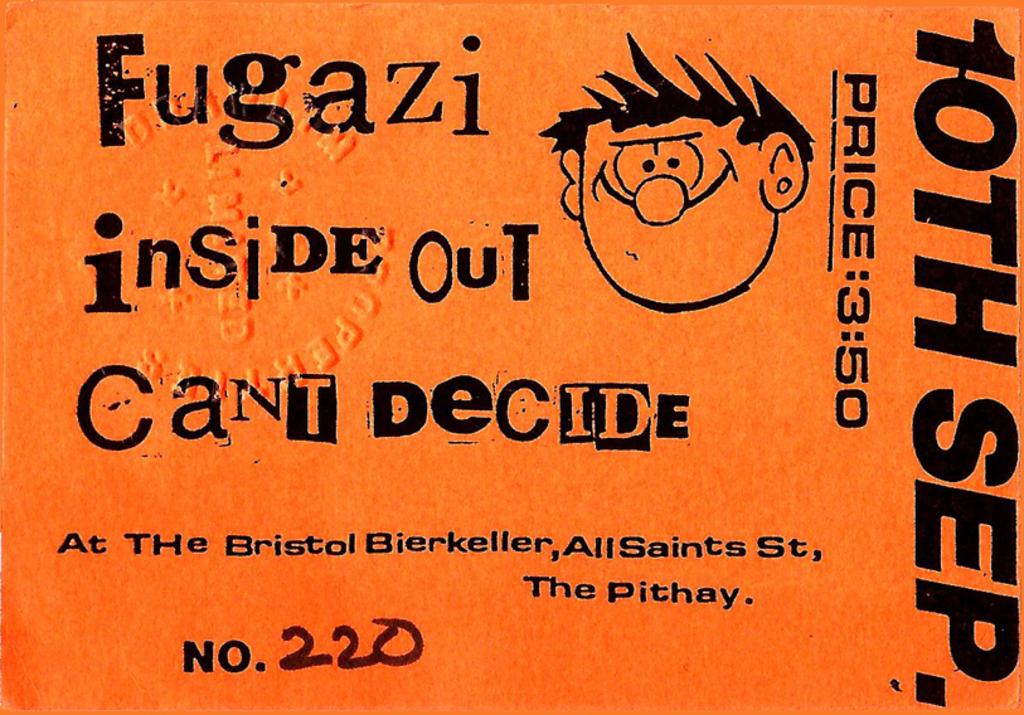 Fugazi
inSiDE OuT
CaNT DeCIDE
At THe Bristol Bierkeller,AllSaints St,
The Pithay.
NO. 220
PRICE:3:50
10TH SEP.